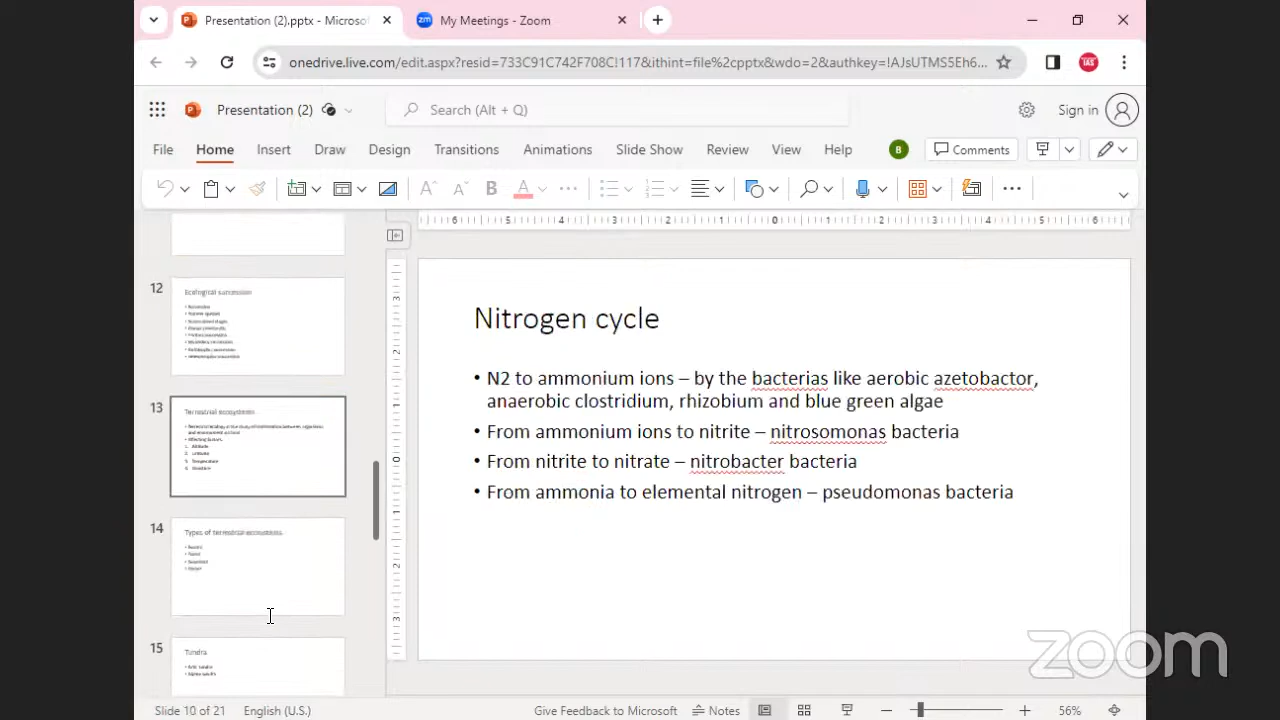 Presentation (2).pptx - Microsof
My Meetings - Zoom
onedrive.live.com/edit.aspx?resid=733C91C742F708C!117&ithint=file%2cpptx&wdo=2&authkey=!AJsUTMS5Eh6...
Presentation (2)
Search (Alt + Q)
Sign in
File Home Insert Draw Design Transitions Animations Slide Show Review View Help
B
Comments
12
Ecological succession
13
Terrestrial ecosystem
Altitude
Latitude
Temperature
14
Types of terrestrial ecosystems
15
Tundra
Nitrogen cycle
• N2 to ammonium ions – by the bacterias like aerobic azetobactor,
anaerobic clostridium, rhizobium and blue green algae
• From ammonium ions to nitrite – nitrosomonas bacteria
• From nitrite to nitrate – nitrobacter bacteria
• From ammonia to elemental nitrogen – pseudomonas bacteria
zoom
Slide 10 of 21
English (U.S.)
Give Feedback to Microsoft
Notes
56%